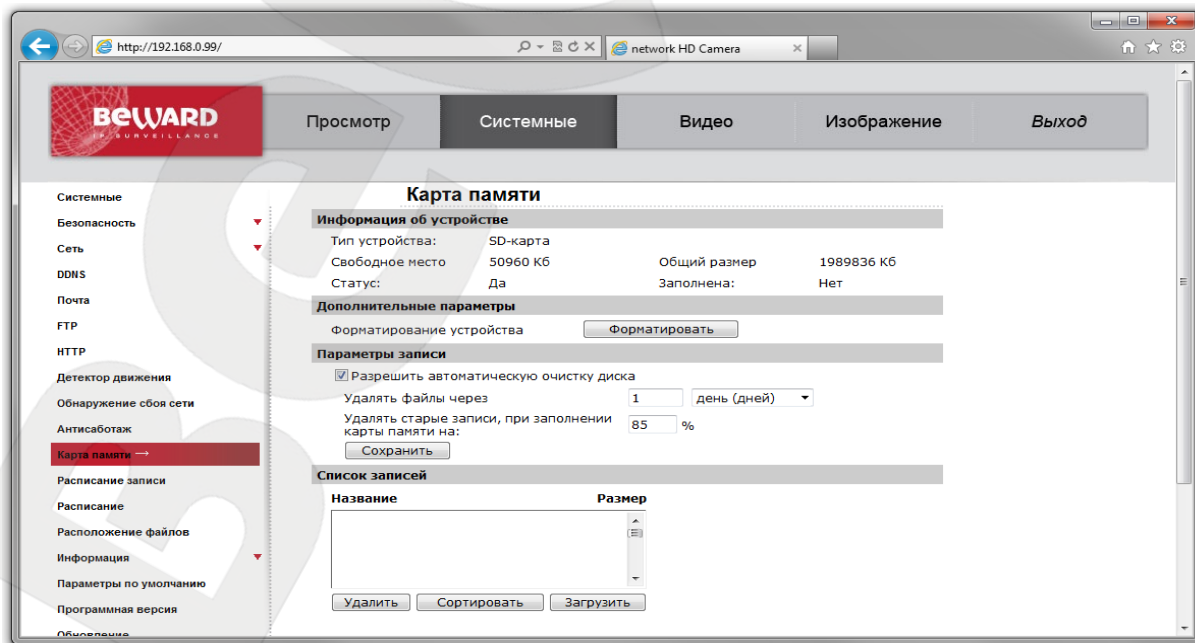 http://192.168.0.99/
network HD Camera
BEWARD
IP SURVEILLANCE
Просмотр
Системные
Видео
Изображение
Выход
Системные
Безопасность
Сеть
DDNS
Почта
FTP
HTTP
Детектор движения
Обнаружение сбоя сети
Антисаботаж
Карта памяти →
Расписание записи
Расписание
Расположение файлов
Информация
Параметры по умолчанию
Программная версия
Обновление
Карта памяти
Информация об устройстве
Тип устройства: SD-карта
Свободное место 50960 Кб Общий размер 1989836 Кб
Статус: Да Заполнена: Нет
Дополнительные параметры
Форматирование устройства Форматировать
Параметры записи
Разрешить автоматическую очистку диска
Удалять файлы через 1 день (дней)
Удалять старые записи, при заполнении
карты памяти на: 85 %
Сохранить
Список записей
Название Размер
Удалить Сортировать Загрузить